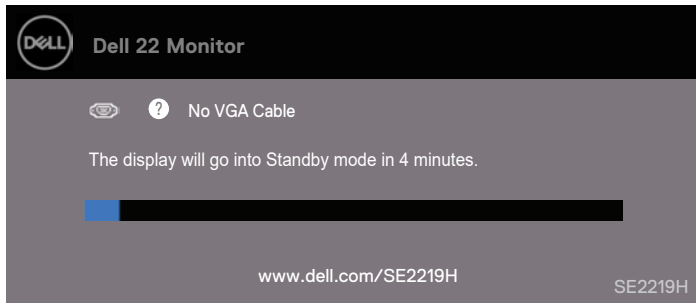 DELL
Dell 22 Monitor
? No VGA Cable
The display will go into Standby mode in 4 minutes.
www.dell.com/SE2219H
SE2219H